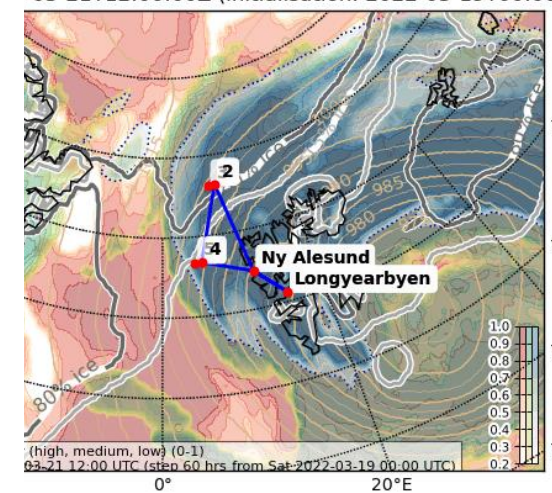 2
4
Ny Alesund
Longyearbyen
985
980
80% ice
1.0
0.9
0.8
0.7
0.6
0.5
0.4
0.3
0.2
(high, medium, low) (0-1)
03-21 12:00 UTC (step 60 hrs from Sat 2022-03-19 00:00 UTC)
0° 20°E